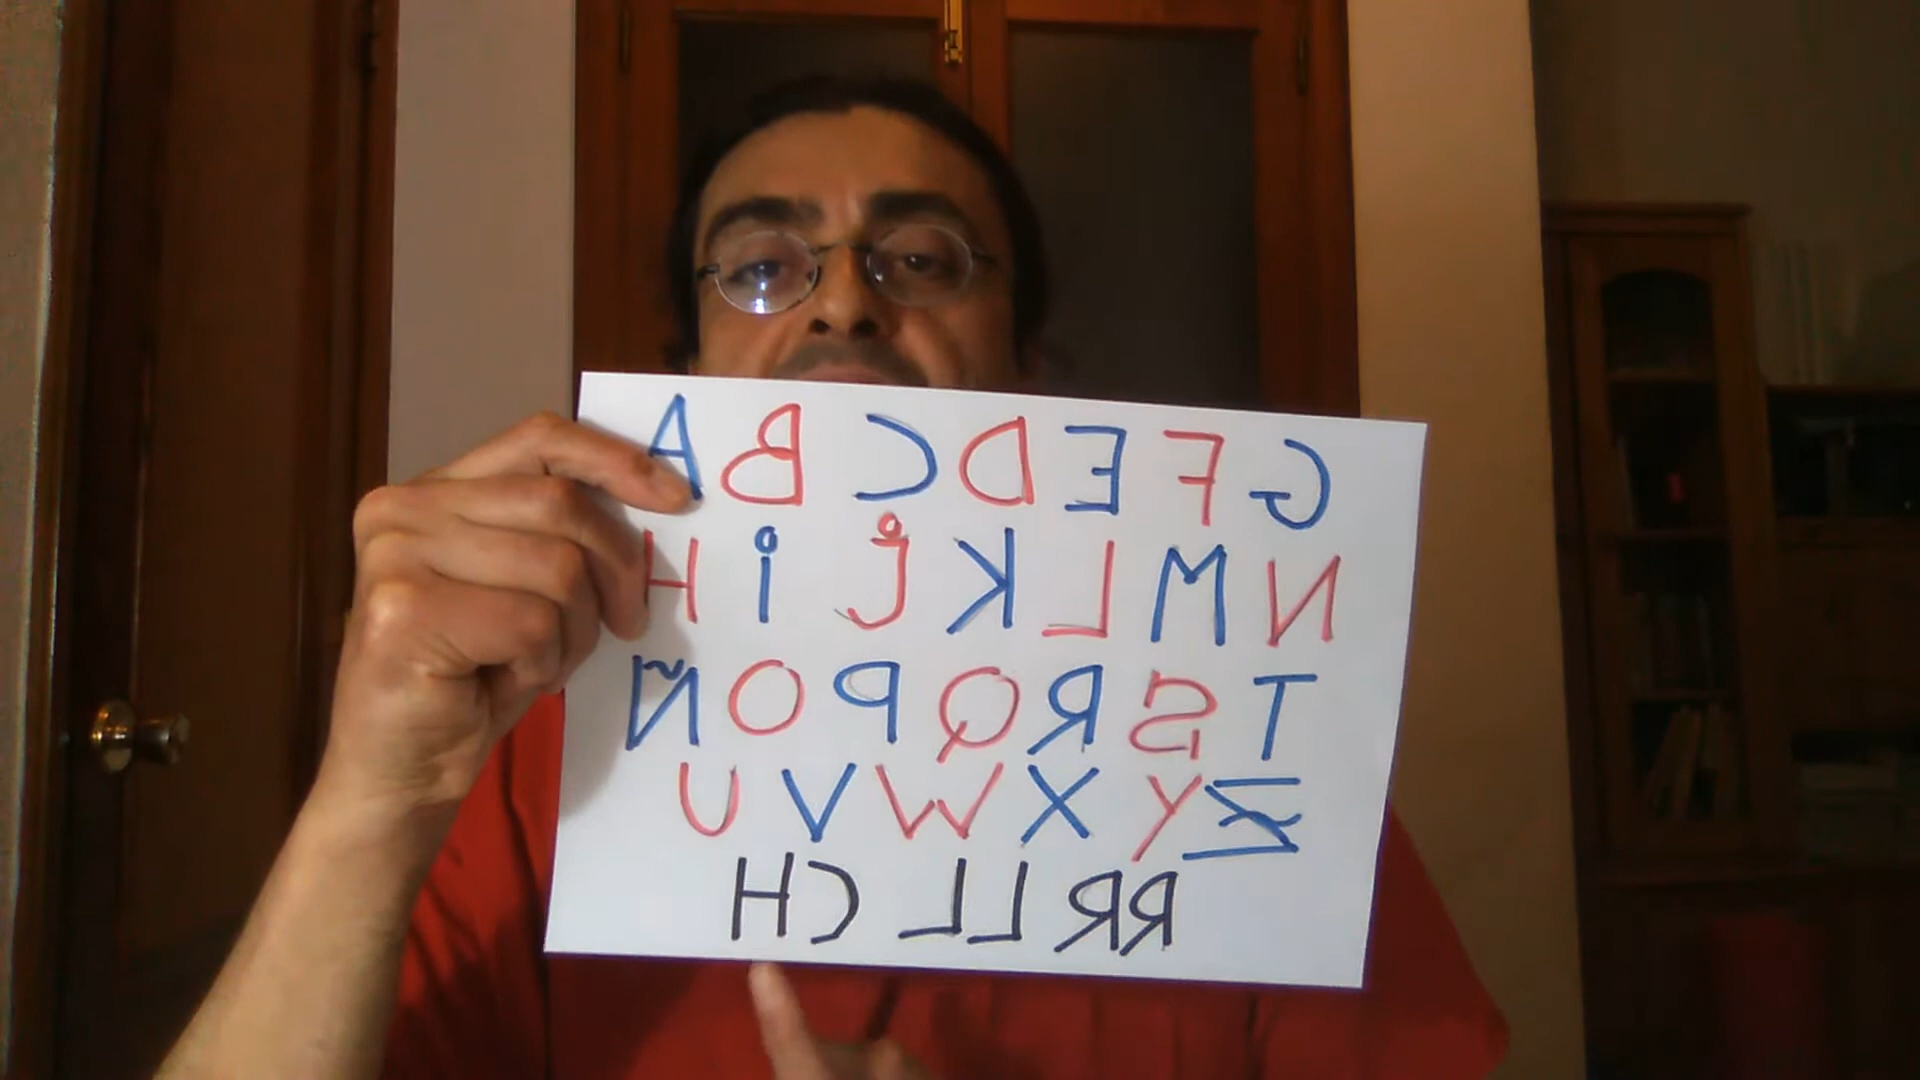 A B C D E F G
H i J K L M N
Ñ O P Q R S T
U V W X Y Z
CH LL RR